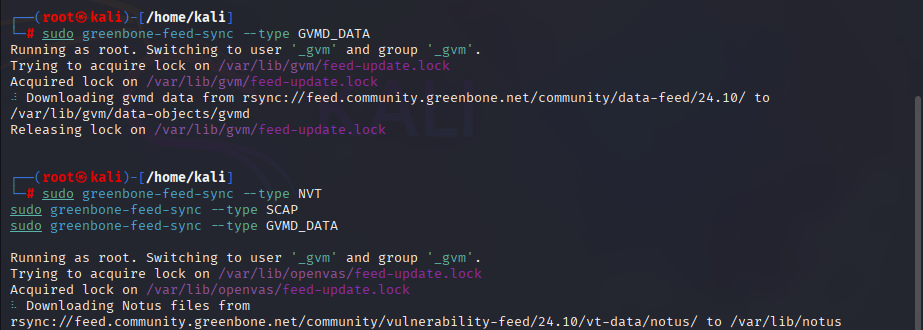 ┌──(root㉿kali)-[/home/kali]
└─# sudo greenbone-feed-sync --type GVMD_DATA
Running as root. Switching to user '_gvm' and group '_gvm'.
Trying to acquire lock on /var/lib/gvm/feed-update.lock
Acquired lock on /var/lib/gvm/feed-update.lock
⠼ Downloading gvmd data from rsync://feed.community.greenbone.net/community/data-feed/24.10/ to
/var/lib/gvm/data-objects/gvmd
Releasing lock on /var/lib/gvm/feed-update.lock
┌──(root㉿kali)-[/home/kali]
└─# sudo greenbone-feed-sync --type NVT
sudo greenbone-feed-sync --type SCAP
sudo greenbone-feed-sync --type GVMD_DATA
Running as root. Switching to user '_gvm' and group '_gvm'.
Trying to acquire lock on /var/lib/openvas/feed-update.lock
Acquired lock on /var/lib/openvas/feed-update.lock
⠧ Downloading Notus files from
rsync://feed.community.greenbone.net/community/vulnerability-feed/24.10/vt-data/notus/ to /var/lib/notus